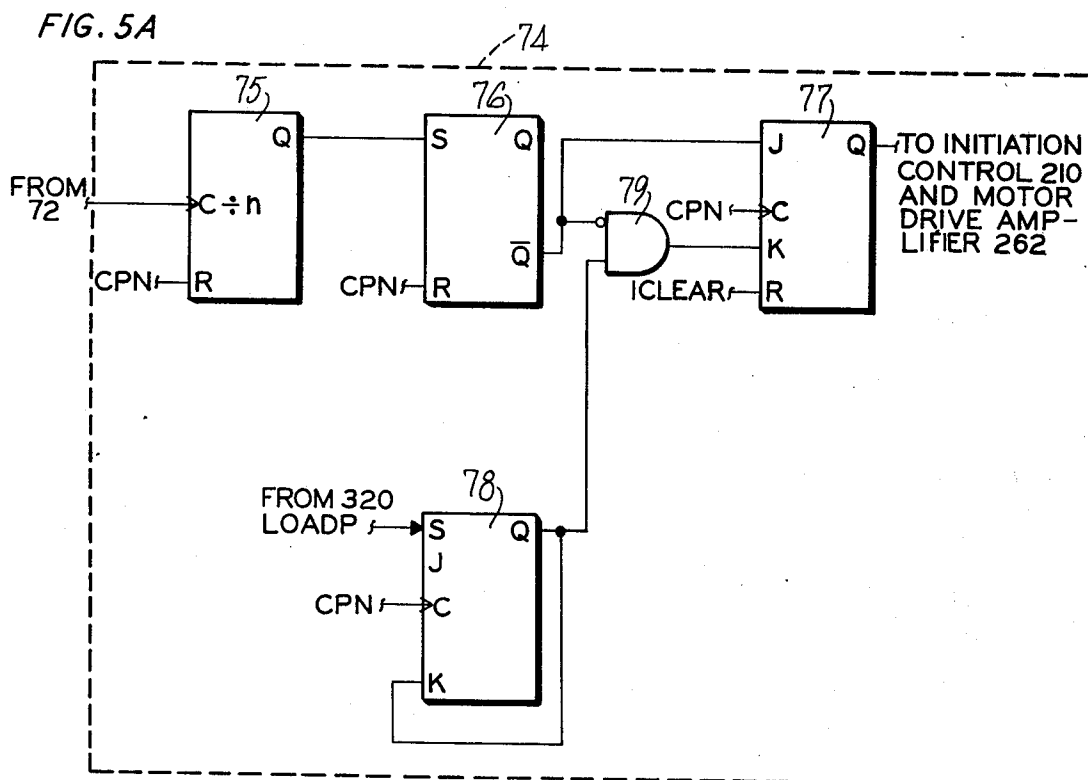 FIG. 5A
74
75
76
77
Q
S
Q
J
Q
TO INITIATION
CONTROL 210
AND MOTOR
DRIVE AMP-
LIFIER 262
FROM
72
C÷n
79
CPN
C
Q̅
K
CPN
R
CPN
R
ICLEAR
R
78
FROM 320
LOADP
S
Q
J
CPN
C
K